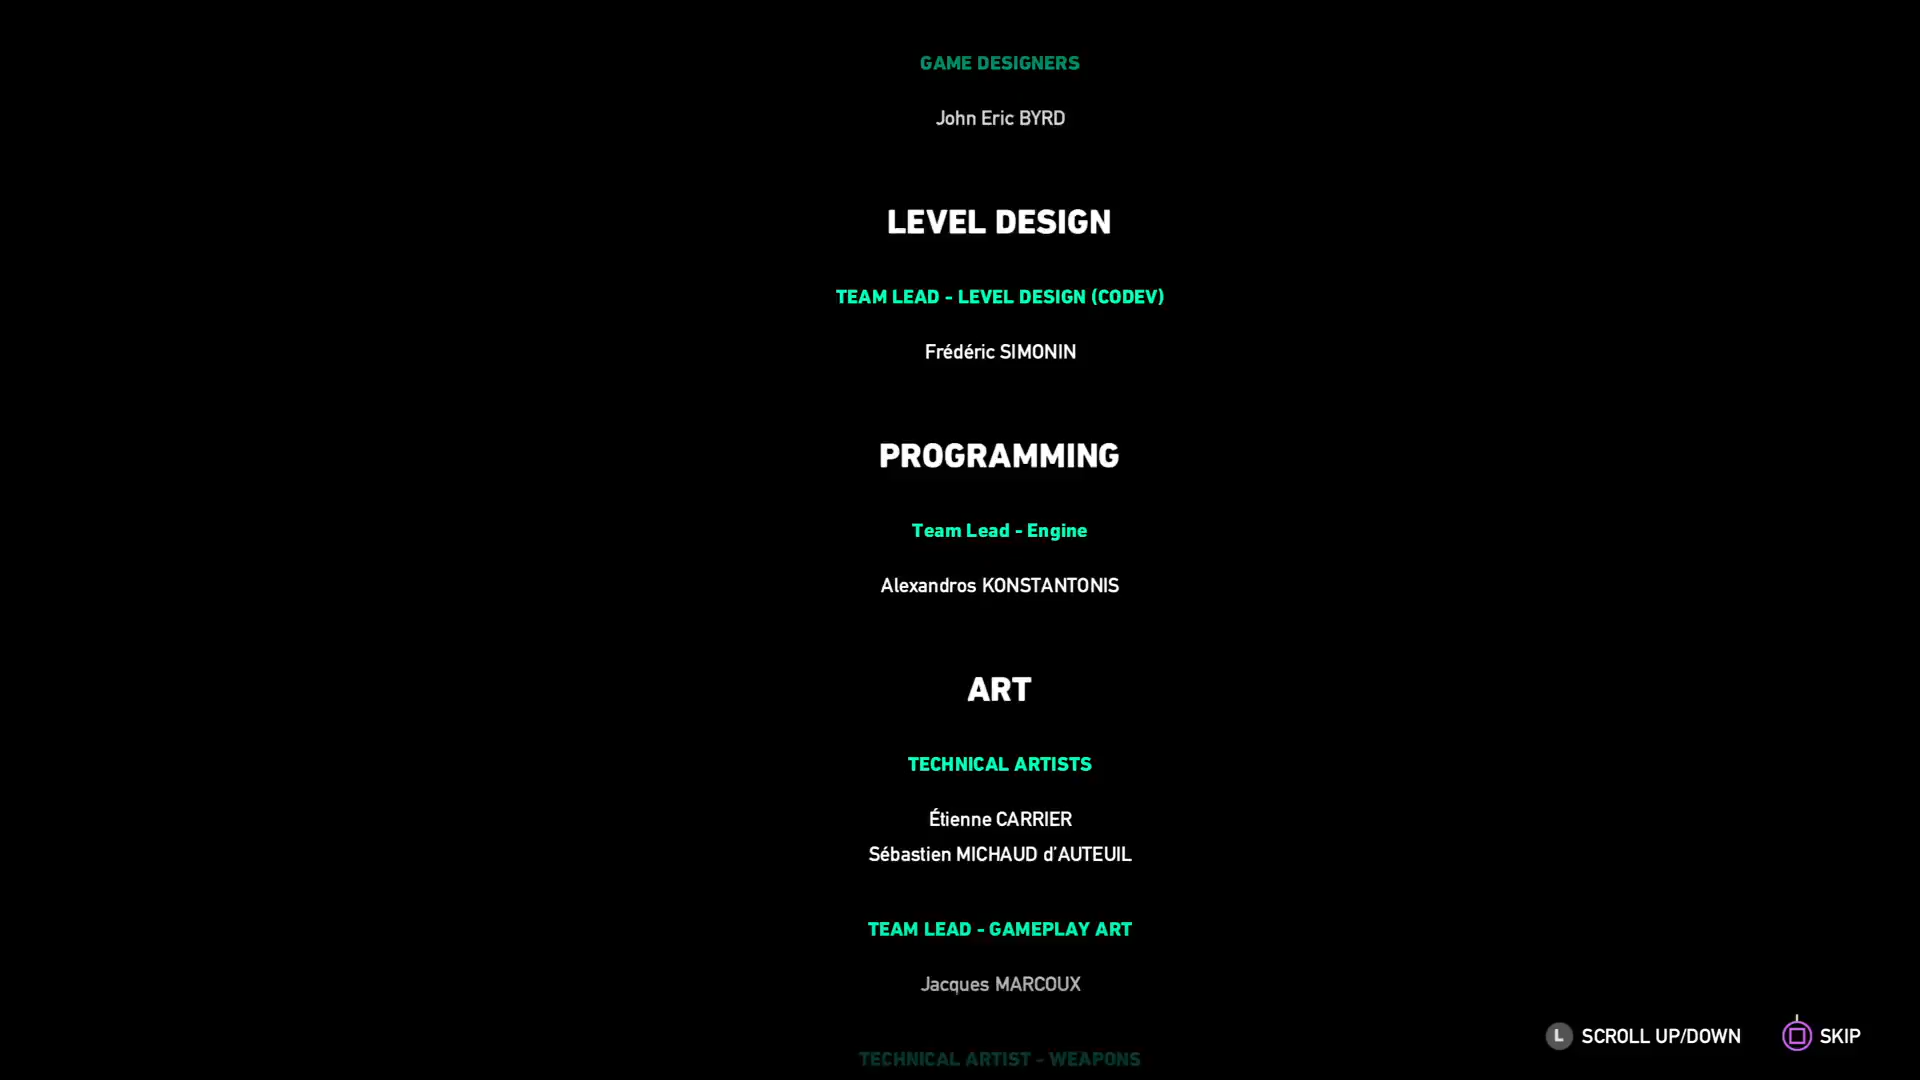 GAME DESIGNERS
John Eric BYRD
LEVEL DESIGN
TEAM LEAD - LEVEL DESIGN (CODEV)
Frédéric SIMONIN
PROGRAMMING
Team Lead - Engine
Alexandros KONSTANTONIS
ART
TECHNICAL ARTISTS
Étienne CARRIER
Sébastien MICHAUD d'AUTEUIL
TEAM LEAD - GAMEPLAY ART
Jacques MARCOUX
L SCROLL UP/DOWN SKIP
TECHNICAL ARTIST - WEAPONS